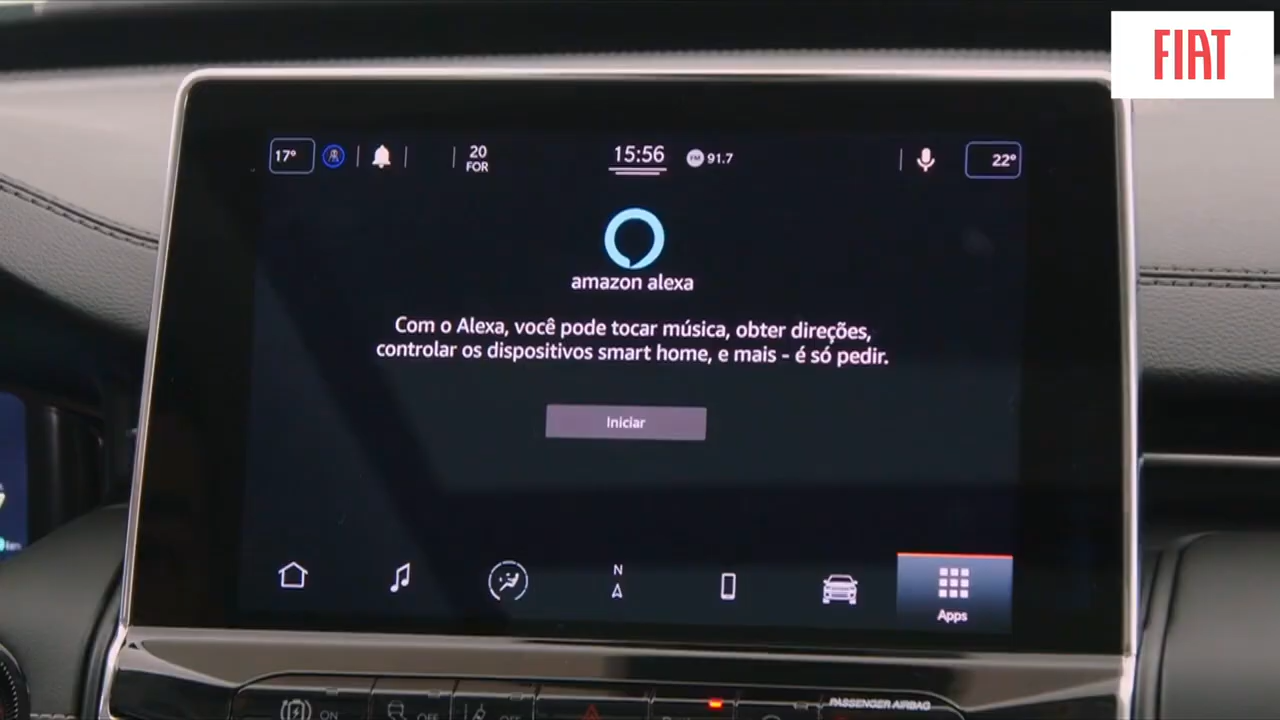 FIAT
17°
20
FOR
15:56
FM 91.7
22°
amazon alexa
Com o Alexa, você pode tocar música, obter direções,
controlar os dispositivos smart home, e mais - é só pedir.
Iniciar
N
Apps
ON
OFF
OFF
PASSENGER AIRBAG